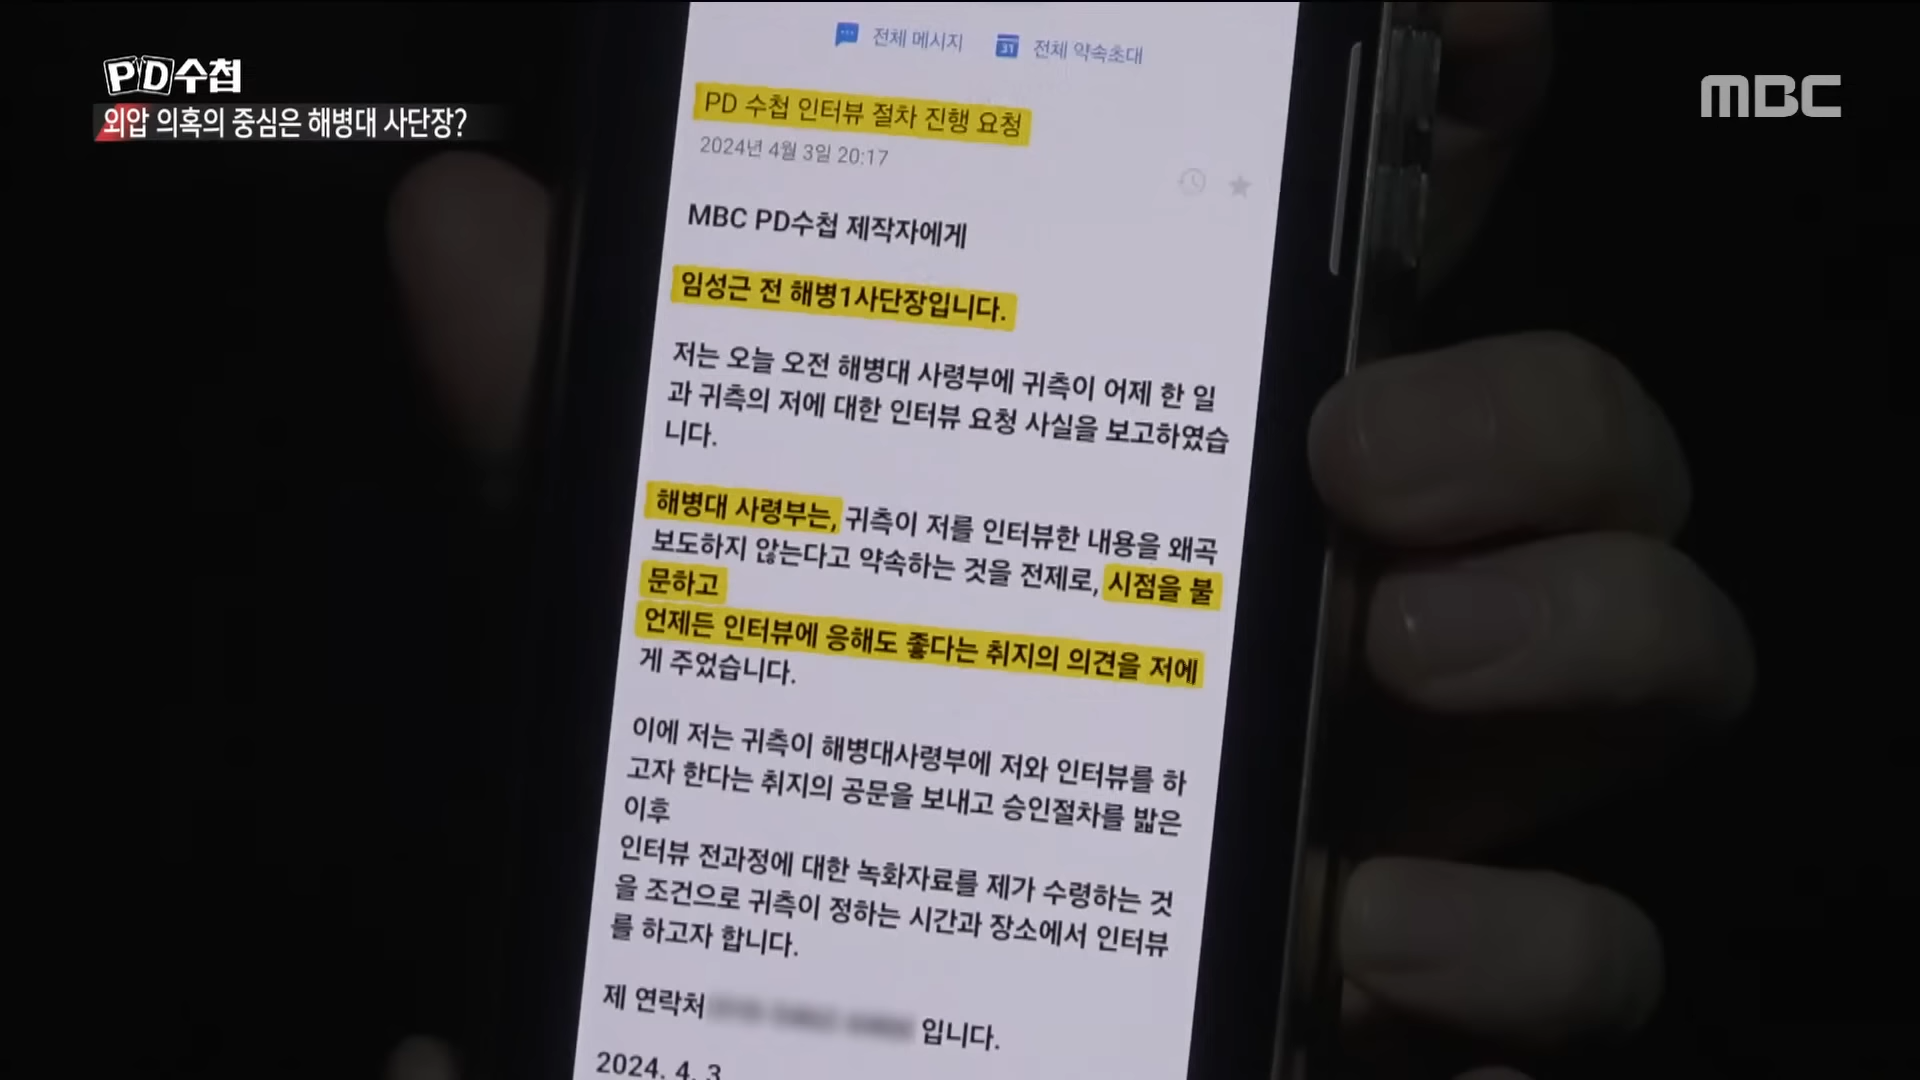 PD수첩
외압 의혹의 중심은 해병대 사단장?
MBC
전체 메시지
31 전체 약속초대
PD 수첩 인터뷰 절차 진행 요청
2024년 4월 3일 20:17
MBC PD수첩 제작자에게
임성근 전 해병1사단장입니다.
저는 오늘 오전 해병대 사령부에 귀측이 어제 한 일
과 귀측의 저에 대한 인터뷰 요청 사실을 보고하였습
니다.
해병대 사령부는, 귀측이 저를 인터뷰한 내용을 왜곡
보도하지 않는다고 약속하는 것을 전제로, 시점을 불
문하고
언제든 인터뷰에 응해도 좋다는 취지의 의견을 저에
게 주었습니다.
이에 저는 귀측이 해병대사령부에 저와 인터뷰를 하
고자 한다는 취지의 공문을 보내고 승인절차를 밟은
이후
인터뷰 전과정에 대한 녹화자료를 제가 수령하는 것
을 조건으로 귀측이 정하는 시간과 장소에서 인터뷰
를 하고자 합니다.
제 연락처 입니다.
2024. 4. 3